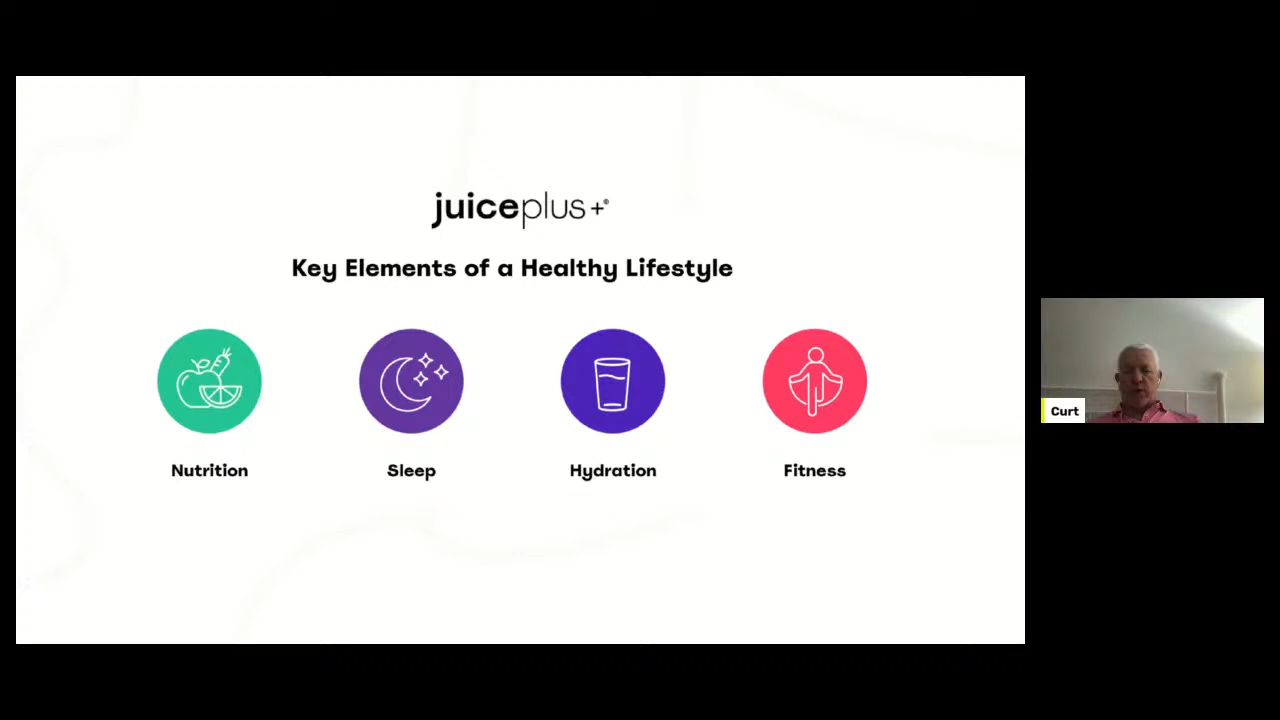 juiceplus+®
Key Elements of a Healthy Lifestyle
Nutrition
Sleep
Hydration
Fitness
Curt